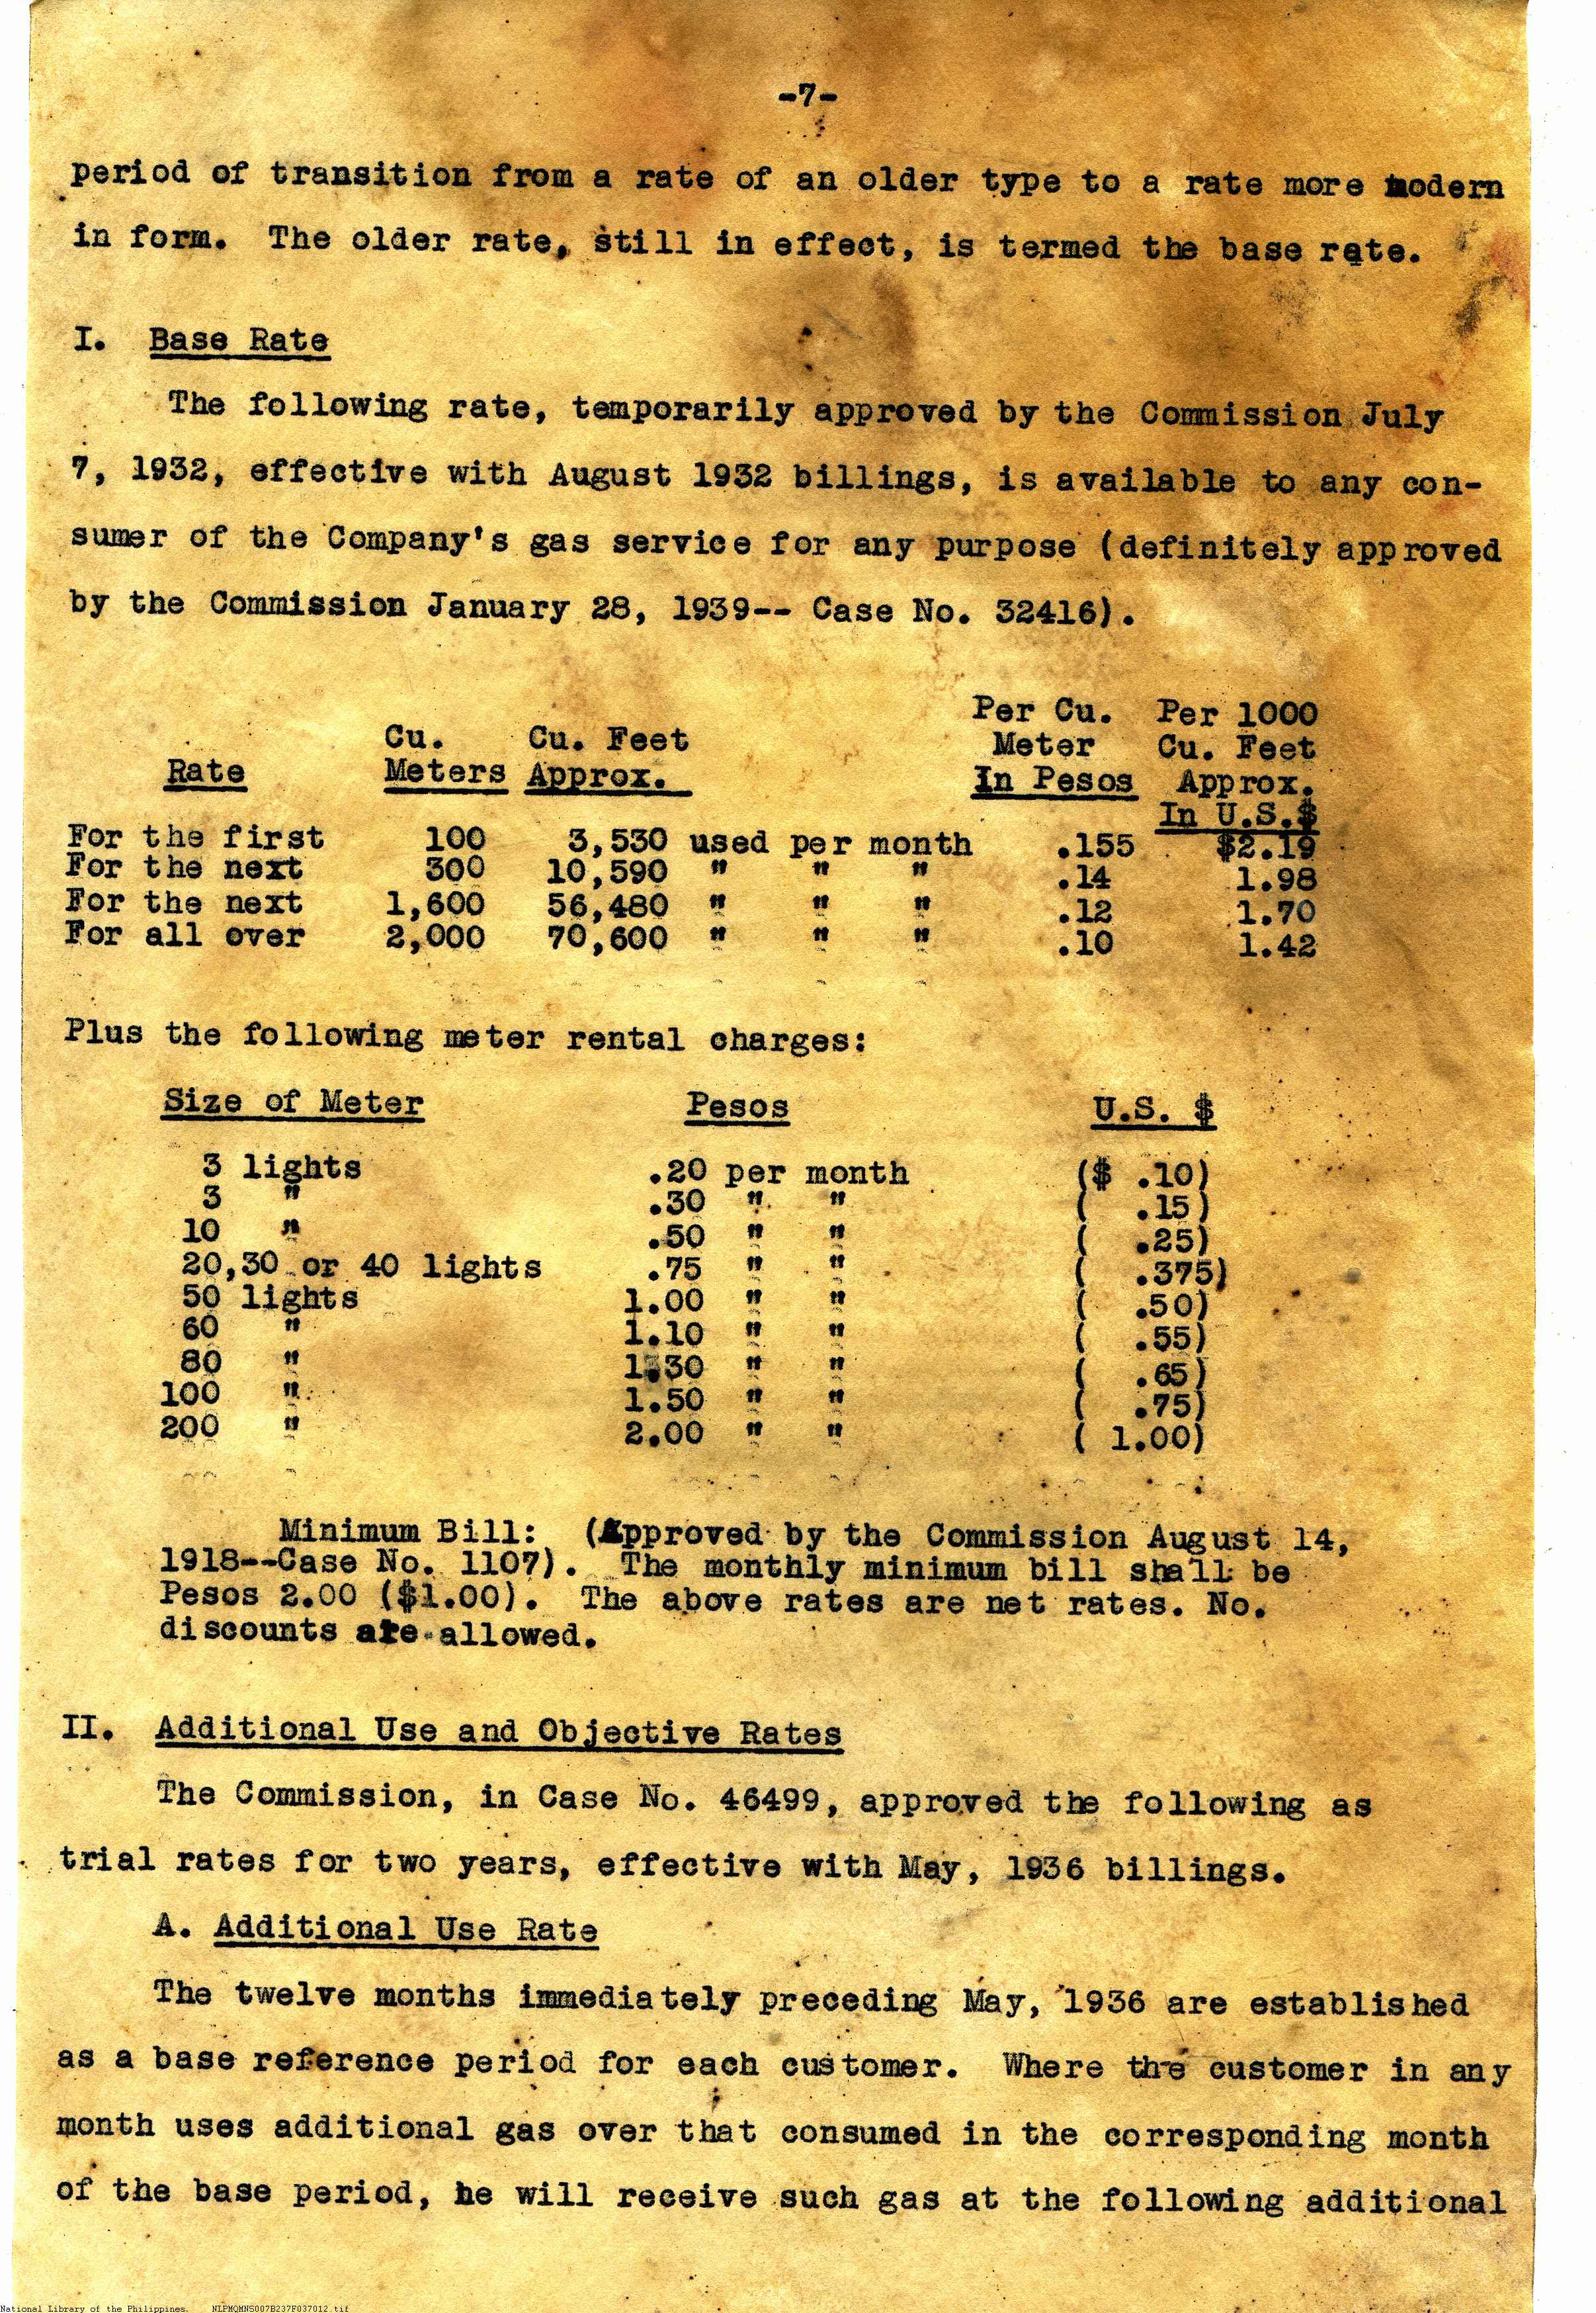 -7-
period of transition from a rate of an older type to a rate more modern
in form. The older rate, still in effect, is termed the base rate.
I. Base Rate
The following rate, temporarily approved by the Commission July
7, 1932, effective with August 1932 billings, is available to any con-
sumer of the Company's gas service for any purpose (definitely approved
by the Commission January 28, 1939-- Case No. 32416).
Per Cu. Per 1000
Cu. Cu. Feet Meter Cu. Feet
Rate Meters Approx. In Pesos Approx.
In U.S.$
For the first 100 3,530 used per month .155 $2.19
For the next 300 10,590 " " " .14 1.98
For the next 1,600 56,480 " " " .12 1.70
For all over 2,000 70,600 " " " .10 1.42
Plus the following meter rental charges:
Size of Meter Pesos U.S. $
3 lights .20 per month ($ .10)
3 " .30 " " ( .15)
10 " .50 " " ( .25)
20,30 or 40 lights .75 " " ( .375)
50 lights 1.00 " " ( .50)
60 " 1.10 " " ( .55)
80 " 1.30 " " ( .65)
100 " 1.50 " " ( .75)
200 " 2.00 " " ( 1.00)
Minimum Bill: (Approved by the Commission August 14,
1918--Case No. 1107). The monthly minimum bill shall be
Pesos 2.00 ($1.00). The above rates are net rates. No.
discounts are allowed.
II. Additional Use and Objective Rates
The Commission, in Case No. 46499, approved the following as
trial rates for two years, effective with May, 1936 billings.
A. Additional Use Rate
The twelve months immediately preceding May, 1936 are established
as a base reference period for each customer. Where the customer in any
month uses additional gas over that consumed in the corresponding month
of the base period, he will receive such gas at the following additional
National Library of the Philippines. NLPMQMNS007B237F037012.tif